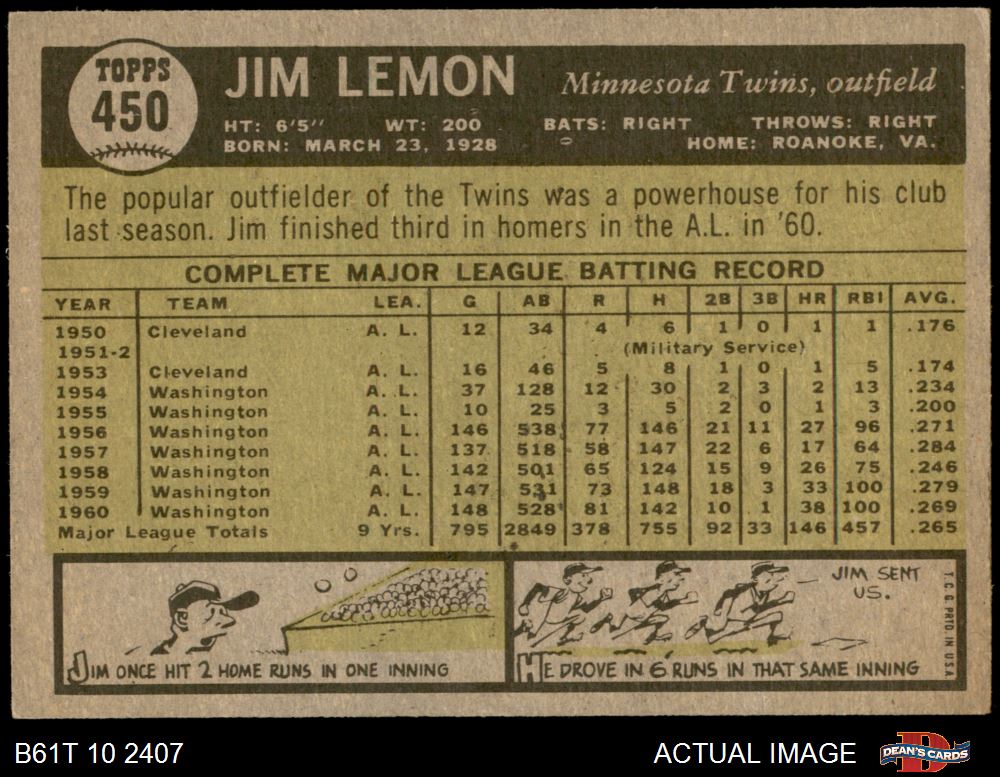 TOPPS
450
JIM LEMON
Minnesota Twins, outfield
HT: 6'5" WT: 200 BATS: RIGHT THROWS: RIGHT
BORN: MARCH 23, 1928 HOME: ROANOKE, VA.
The popular outfielder of the Twins was a powerhouse for his club
last season. Jim finished third in homers in the A.L. in '60.
COMPLETE MAJOR LEAGUE BATTING RECORD
YEAR TEAM LEA. G AB R H 2B 3B HR RBI AVG.
1950 Cleveland A. L. 12 34 4 6 1 0 1 1 .176
1951-2 (Military Service)
1953 Cleveland A. L. 16 46 5 8 1 0 1 5 .174
1954 Washington A. L. 37 128 12 30 2 3 2 13 .234
1955 Washington A. L. 10 25 3 5 2 0 1 3 .200
1956 Washington A. L. 146 538 77 146 21 11 27 96 .271
1957 Washington A. L. 137 518 58 147 22 6 17 64 .284
1958 Washington A. L. 142 501 65 124 15 9 26 75 .246
1959 Washington A. L. 147 531 73 148 18 3 33 100 .279
1960 Washington A. L. 148 528 81 142 10 1 38 100 .269
Major League Totals 9 Yrs. 795 2849 378 755 92 33 146 457 .265
JIM SENT
US.
JIM ONCE HIT 2 HOME RUNS IN ONE INNING
HE DROVE IN 6 RUNS IN THAT SAME INNING
T. C. G. PRTD. IN U.S.A.
B61T 10 2407
ACTUAL IMAGE
D
DEAN'S CARDS